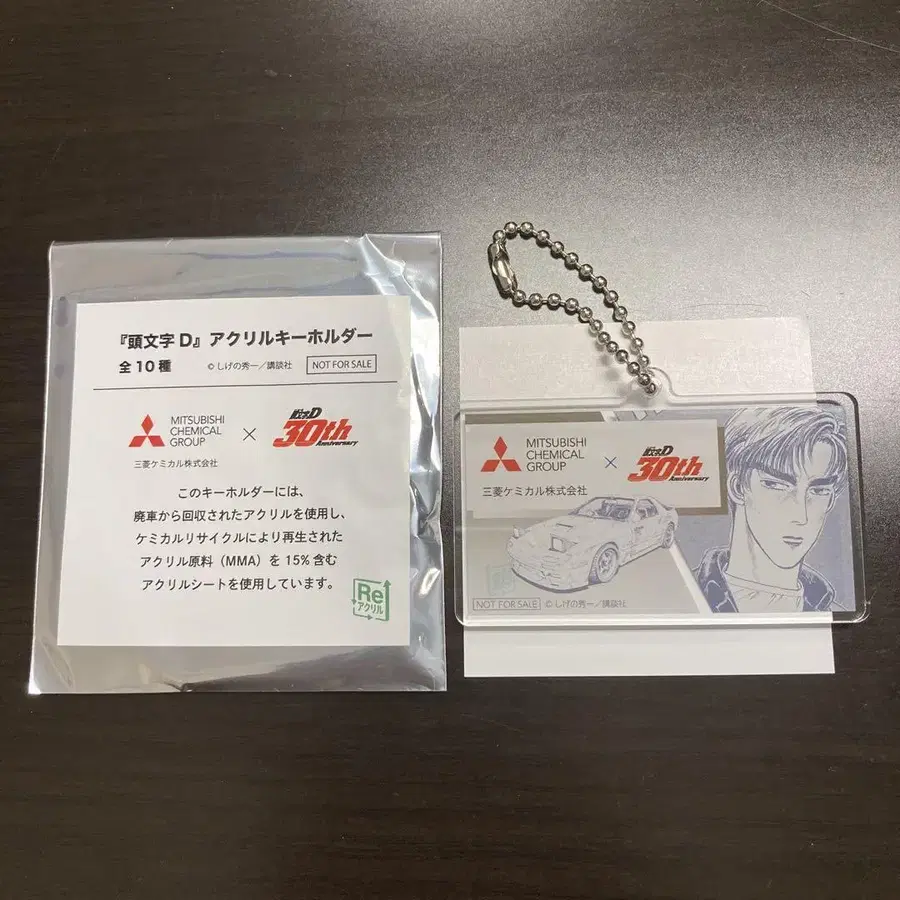 『頭文字D』アクリルキーホルダー
全10種 ©しげの秀一／講談社 NOT FOR SALE
MITSUBISHI
CHEMICAL
GROUP
三菱ケミカル株式会社
×
頭文字D
30th
Anniversary
このキーホルダーには、
廃車から回収されたアクリルを使用し、
ケミカルリサイクルにより再生された
アクリル原料（MMA）を15%含む
アクリルシートを使用しています。
Re
アクリル
MITSUBISHI
CHEMICAL
GROUP
三菱ケミカル株式会社
×
頭文字D
30th
Anniversary
NOT FOR SALE ©しげの秀一／講談社